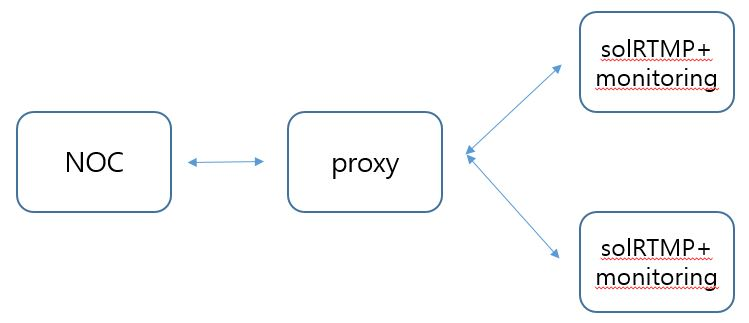 NOC
proxy
solRTMP+
monitoring
solRTMP+
monitoring